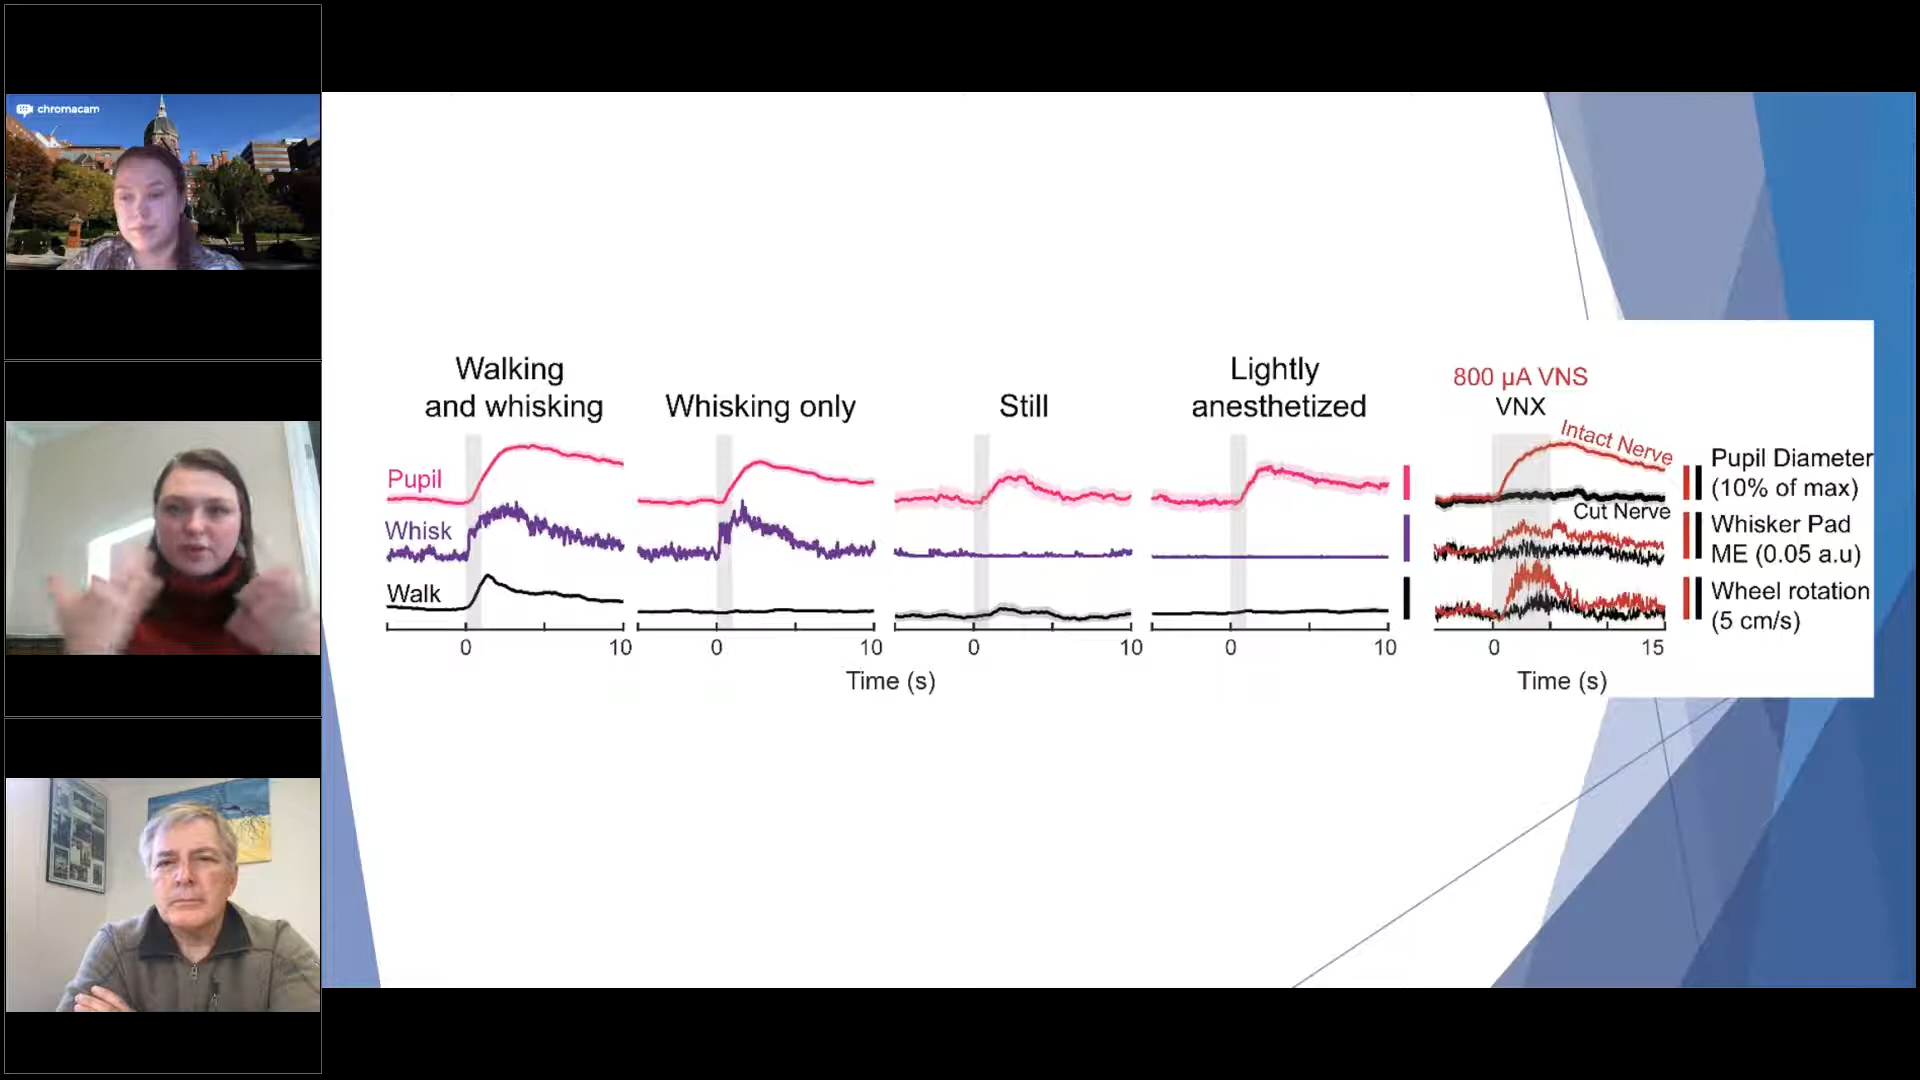 chromacam
Walking
and whisking
Whisking only
Still
Lightly
anesthetized
800 µA VNS
VNX
Pupil
Whisk
Walk
Intact Nerve
Cut Nerve
Pupil Diameter
(10% of max)
Whisker Pad
ME (0.05 a.u)
Wheel rotation
(5 cm/s)
0 10 0 10 0 10 0 10 0 15
Time (s) Time (s)